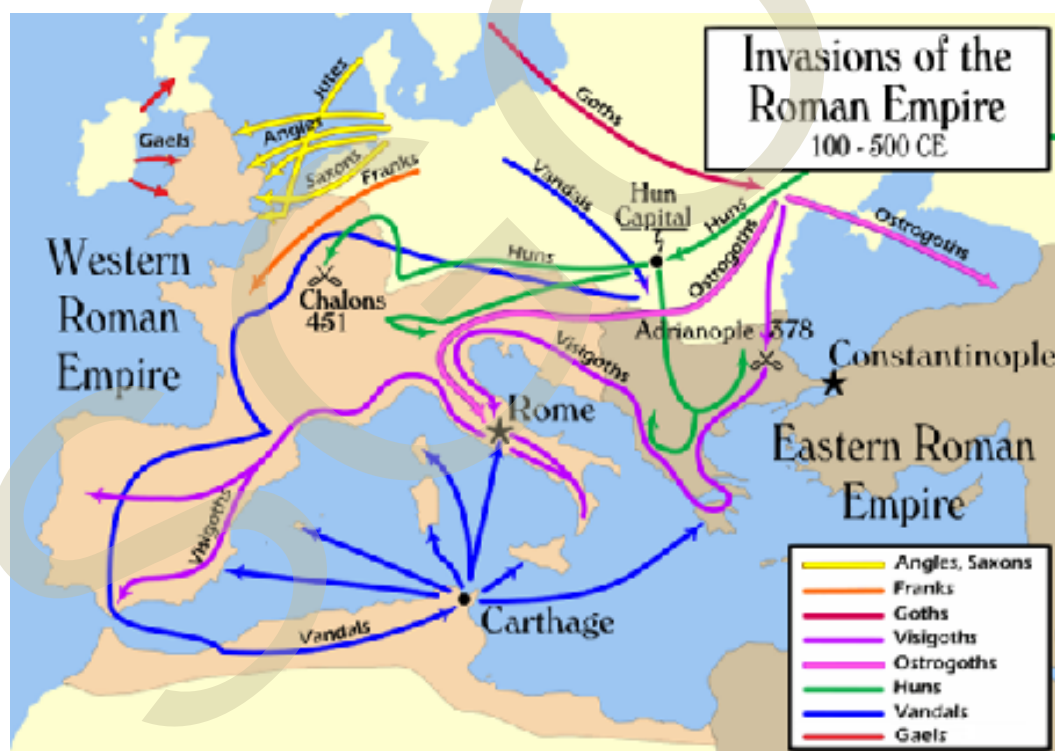 Invasions of the
Roman Empire
100 - 500 CE
Jutes
Angles
Saxons
Franks
Gaels
Goths
Vandals
Hun
Capital
Huns
Huns
Ostrogoths
Ostrogoths
Western
Roman
Empire
Chalons
451
Adrianople 378
Visigoths
Constantinople
Rome
Eastern Roman
Empire
Visigoths
Carthage
Vandals
Angles, Saxons
Franks
Goths
Visigoths
Ostrogoths
Huns
Vandals
Gaels